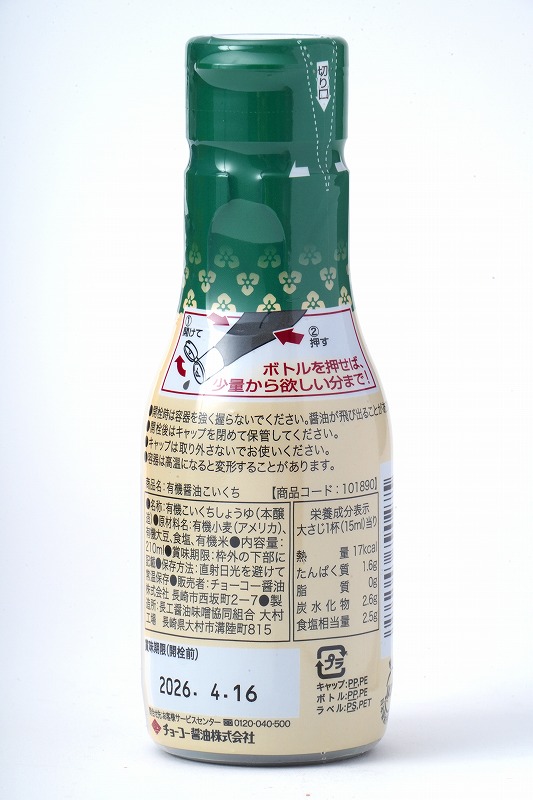 切り口
①
開けて
②
押す
ボトルを押せば、
少量から欲しい分まで！
●開栓時は容器を強く握らないでください。醤油が飛び出ることがあ
●開栓後はキャップを閉めて保管してください。
●キャップは取り外さないでお使いください。
●容器は高温になると変形することがあります。
商品名：有機醤油こいくち 【商品コード：101890】
●名称：有機こいくちしょうゆ（本醸
造）●原材料名：有機小麦（アメリカ）、
有機大豆、食塩、有機米●内容量：
210ml●賞味期限：枠外の下部に
記載●保存方法：直射日光を避けて
常温保存●販売者：チョーコー醤油
株式会社 長崎市西坂町2ー7●製
造所：長工醤油味噌協同組合 大村
工場 長崎県大村市溝陸町815
栄養成分表示
大さじ1杯（15ml）当り
熱量 17kcal
たんぱく質 1.6g
脂質 0g
炭水化物 2.6g
食塩相当量 2.5g
賞味期限（開栓前）
2026. 4.16
プラ
キャップ：PP,PE
ボトル：PP,PE
ラベル：PS,PET
お客様サービスセンター 0120-040-500
チョーコー醤油株式会社